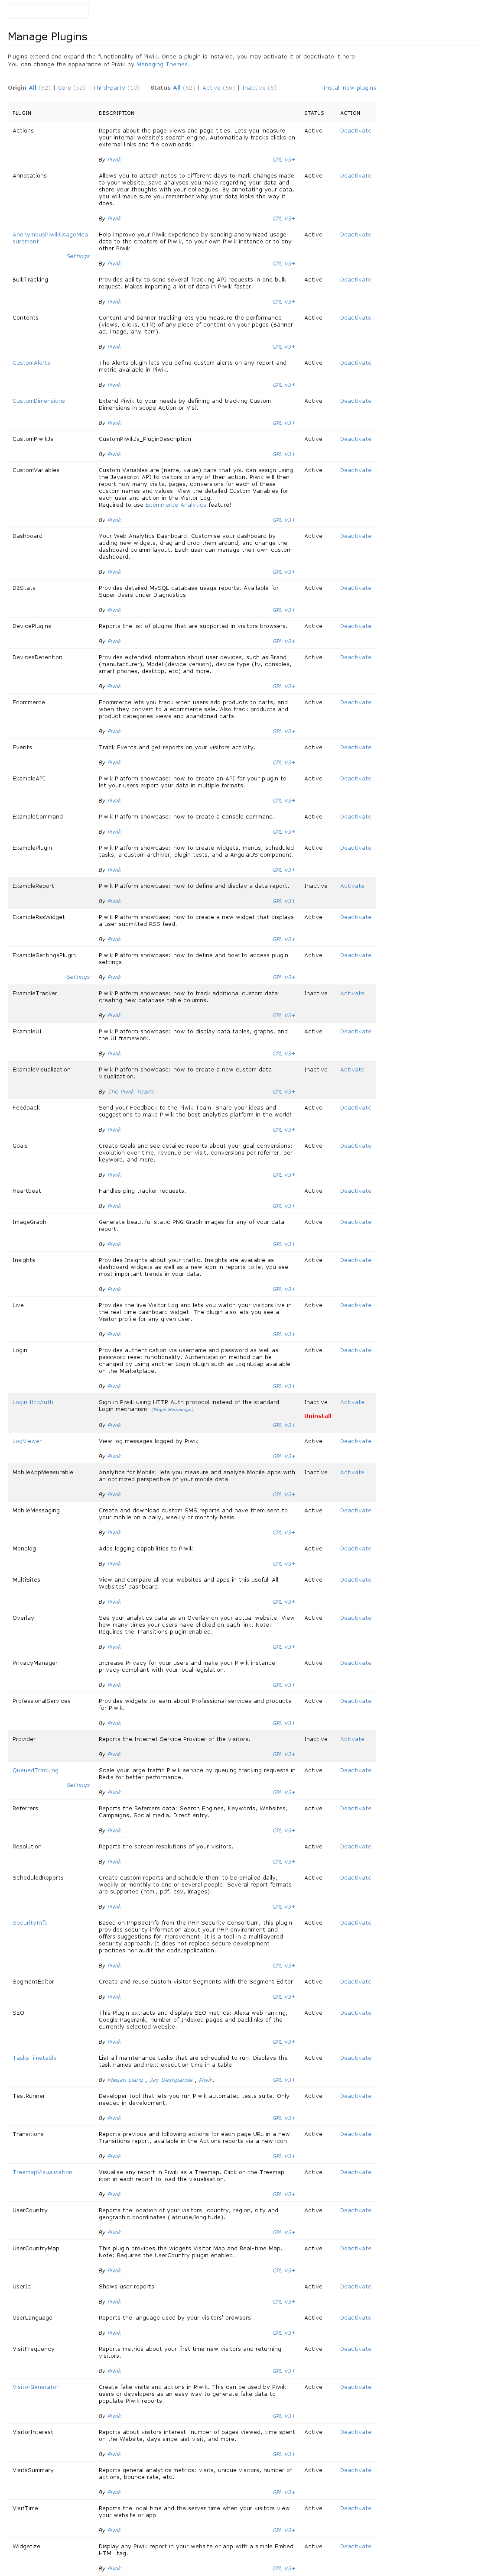 Manage Plugins
Plugins extend and expand the functionality of Piwik. Once a plugin is installed, you may activate it or deactivate it here.
You can change the appearance of Piwik by Managing Themes.
Origin All (62) | Core (52) | Third-party (10) Status All (62) | Active (56) | Inactive (6) Install new plugins
PLUGIN DESCRIPTION STATUS ACTION
Actions Reports about the page views and page titles. Lets you measure Active Deactivate
your internal website's search engine. Automatically tracks clicks on
external links and file downloads.
By Piwik. GPL v3+
Annotations Allows you to attach notes to different days to mark changes made Active Deactivate
to your website, save analyses you make regarding your data and
share your thoughts with your colleagues. By annotating your data,
you will make sure you remember why your data looks the way it
does.
By Piwik. GPL v3+
AnonymousPiwikUsageMea Help improve your Piwik experience by sending anonymized usage Active Deactivate
surement data to the creators of Piwik, to your own Piwik instance or to any
other Piwik
Settings
By Piwik. GPL v3+
BulkTracking Provides ability to send several Tracking API requests in one bulk Active Deactivate
request. Makes importing a lot of data in Piwik faster.
By Piwik. GPL v3+
Contents Content and banner tracking lets you measure the performance Active Deactivate
(views, clicks, CTR) of any piece of content on your pages (Banner
ad, image, any item).
By Piwik. GPL v3+
CustomAlerts The Alerts plugin lets you define custom alerts on any report and Active Deactivate
metric available in Piwik.
By Piwik. GPL v3+
CustomDimensions Extend Piwik to your needs by defining and tracking Custom Active Deactivate
Dimensions in scope Action or Visit
By Piwik. GPL v3+
CustomPiwikJs CustomPiwikJs_PluginDescription Active Deactivate
By Piwik. GPL v3+
CustomVariables Custom Variables are (name, value) pairs that you can assign using Active Deactivate
the Javascript API to visitors or any of their action. Piwik will then
report how many visits, pages, conversions for each of these
custom names and values. View the detailed Custom Variables for
each user and action in the Visitor Log.
Required to use Ecommerce Analytics feature!
By Piwik. GPL v3+
Dashboard Your Web Analytics Dashboard. Customise your dashboard by Active Deactivate
adding new widgets, drag and drop them around, and change the
dashboard column layout. Each user can manage their own custom
dashboard.
By Piwik. GPL v3+
DBStats Provides detailed MySQL database usage reports. Available for Active Deactivate
Super Users under Diagnostics.
By Piwik. GPL v3+
DevicePlugins Reports the list of plugins that are supported in visitors browsers. Active Deactivate
By Piwik. GPL v3+
DevicesDetection Provides extended information about user devices, such as Brand Active Deactivate
(manufacturer), Model (device version), device type (tv, consoles,
smart phones, desktop, etc) and more.
By Piwik. GPL v3+
Ecommerce Ecommerce lets you track when users add products to carts, and Active Deactivate
when they convert to a ecommerce sale. Also track products and
product categories views and abandoned carts.
By Piwik. GPL v3+
Events Track Events and get reports on your visitors activity. Active Deactivate
By Piwik. GPL v3+
ExampleAPI Piwik Platform showcase: how to create an API for your plugin to Active Deactivate
let your users export your data in multiple formats.
By Piwik. GPL v3+
ExampleCommand Piwik Platform showcase: how to create a console command. Active Deactivate
By Piwik. GPL v3+
ExamplePlugin Piwik Platform showcase: how to create widgets, menus, scheduled Active Deactivate
tasks, a custom archiver, plugin tests, and a AngularJS component.
By Piwik. GPL v3+
ExampleReport Piwik Platform showcase: how to define and display a data report. Inactive Activate
By Piwik. GPL v3+
ExampleRssWidget Piwik Platform showcase: how to create a new widget that displays Active Deactivate
a user submitted RSS feed.
By Piwik. GPL v3+
ExampleSettingsPlugin Piwik Platform showcase: how to define and how to access plugin Active Deactivate
settings.
Settings By Piwik. GPL v3+
ExampleTracker Piwik Platform showcase: how to track additional custom data Inactive Activate
creating new database table columns.
By Piwik. GPL v3+
ExampleUI Piwik Platform showcase: how to display data tables, graphs, and Active Deactivate
the UI framework.
By Piwik. GPL v3+
ExampleVisualization Piwik Platform showcase: how to create a new custom data Inactive Activate
visualization.
By The Piwik Team. GPL v3+
Feedback Send your Feedback to the Piwik Team. Share your ideas and Active Deactivate
suggestions to make Piwik the best analytics platform in the world!
By Piwik. GPL v3+
Goals Create Goals and see detailed reports about your goal conversions: Active Deactivate
evolution over time, revenue per visit, conversions per referrer, per
keyword, and more.
By Piwik. GPL v3+
Heartbeat Handles ping tracker requests. Active Deactivate
By Piwik. GPL v3+
ImageGraph Generate beautiful static PNG Graph images for any of your data Active Deactivate
report.
By Piwik. GPL v3+
Insights Provides Insights about your traffic. Insights are available as Active Deactivate
dashboard widgets as well as a new icon in reports to let you see
most important trends in your data.
By Piwik. GPL v3+
Live Provides the live Visitor Log and lets you watch your visitors live in Active Deactivate
the real-time dashboard widget. The plugin also lets you see a
Visitor profile for any given user.
By Piwik. GPL v3+
Login Provides authentication via username and password as well as Active Deactivate
password reset functionality. Authentication method can be
changed by using another Login plugin such as LoginLdap available
on the Marketplace.
By Piwik. GPL v3+
LoginHttpAuth Sign in Piwik using HTTP Auth protocol instead of the standard Inactive Activate
Login mechanism. (Plugin Homepage) -
Uninstall
By Piwik. GPL v3+
LogViewer View log messages logged by Piwik Active Deactivate
By Piwik. GPL v3+
MobileAppMeasurable Analytics for Mobile: lets you measure and analyze Mobile Apps with Inactive Activate
an optimized perspective of your mobile data.
By Piwik. GPL v3+
MobileMessaging Create and download custom SMS reports and have them sent to Active Deactivate
your mobile on a daily, weekly or monthly basis.
By Piwik. GPL v3+
Monolog Adds logging capabilities to Piwik. Active Deactivate
By Piwik. GPL v3+
MultiSites View and compare all your websites and apps in this useful 'All Active Deactivate
Websites' dashboard.
By Piwik. GPL v3+
Overlay See your analytics data as an Overlay on your actual website. View Active Deactivate
how many times your users have clicked on each link. Note:
Requires the Transitions plugin enabled.
By Piwik. GPL v3+
PrivacyManager Increase Privacy for your users and make your Piwik instance Active Deactivate
privacy compliant with your local legislation.
By Piwik. GPL v3+
ProfessionalServices Provides widgets to learn about Professional services and products Active Deactivate
for Piwik.
By Piwik. GPL v3+
Provider Reports the Internet Service Provider of the visitors. Inactive Activate
By Piwik. GPL v3+
QueuedTracking Scale your large traffic Piwik service by queuing tracking requests in Active Deactivate
Redis for better performance.
Settings
By Piwik. GPL v3+
Referrers Reports the Referrers data: Search Engines, Keywords, Websites, Active Deactivate
Campaigns, Social media, Direct entry.
By Piwik. GPL v3+
Resolution Reports the screen resolutions of your visitors. Active Deactivate
By Piwik. GPL v3+
ScheduledReports Create custom reports and schedule them to be emailed daily, Active Deactivate
weekly or monthly to one or several people. Several report formats
are supported (html, pdf, csv, images).
By Piwik. GPL v3+
SecurityInfo Based on PhpSecInfo from the PHP Security Consortium, this plugin Active Deactivate
provides security information about your PHP environment and
offers suggestions for improvement. It is a tool in a multilayered
security approach. It does not replace secure development
practices nor audit the code/application.
By Piwik. GPL v3+
SegmentEditor Create and reuse custom visitor Segments with the Segment Editor. Active Deactivate
By Piwik. GPL v3+
SEO This Plugin extracts and displays SEO metrics: Alexa web ranking, Active Deactivate
Google Pagerank, number of Indexed pages and backlinks of the
currently selected website.
By Piwik. GPL v3+
TasksTimetable List all maintenance tasks that are scheduled to run. Displays the Active Deactivate
task names and next execution time in a table.
By Megan Liang , Jay Deshpande , Piwik. GPL v3+
TestRunner Developer tool that lets you run Piwik automated tests suite. Only Active Deactivate
needed in development.
By Piwik. GPL v3+
Transitions Reports previous and following actions for each page URL in a new Active Deactivate
Transitions report, available in the Actions reports via a new icon.
By Piwik. GPL v3+
TreemapVisualization Visualise any report in Piwik as a Treemap. Click on the Treemap Active Deactivate
icon in each report to load the visualisation.
By Piwik. GPL v3+
UserCountry Reports the location of your visitors: country, region, city and Active Deactivate
geographic coordinates (latitude/longitude).
By Piwik. GPL v3+
UserCountryMap This plugin provides the widgets Visitor Map and Real-time Map. Active Deactivate
Note: Requires the UserCountry plugin enabled.
By Piwik. GPL v3+
UserId Shows user reports Active Deactivate
By Piwik. GPL v3+
UserLanguage Reports the language used by your visitors' browsers. Active Deactivate
By Piwik. GPL v3+
VisitFrequency Reports metrics about your first time new visitors and returning Active Deactivate
visitors.
By Piwik. GPL v3+
VisitorGenerator Create fake visits and actions in Piwik. This can be used by Piwik Active Deactivate
users or developers as an easy way to generate fake data to
populate Piwik reports.
By Piwik. GPL v3+
VisitorInterest Reports about visitors interest: number of pages viewed, time spent Active Deactivate
on the Website, days since last visit, and more.
By Piwik. GPL v3+
VisitsSummary Reports general analytics metrics: visits, unique visitors, number of Active Deactivate
actions, bounce rate, etc.
By Piwik. GPL v3+
VisitTime Reports the local time and the server time when your visitors view Active Deactivate
your website or app.
By Piwik. GPL v3+
Widgetize Display any Piwik report in your website or app with a simple Embed Active Deactivate
HTML tag.
By Piwik. GPL v3+